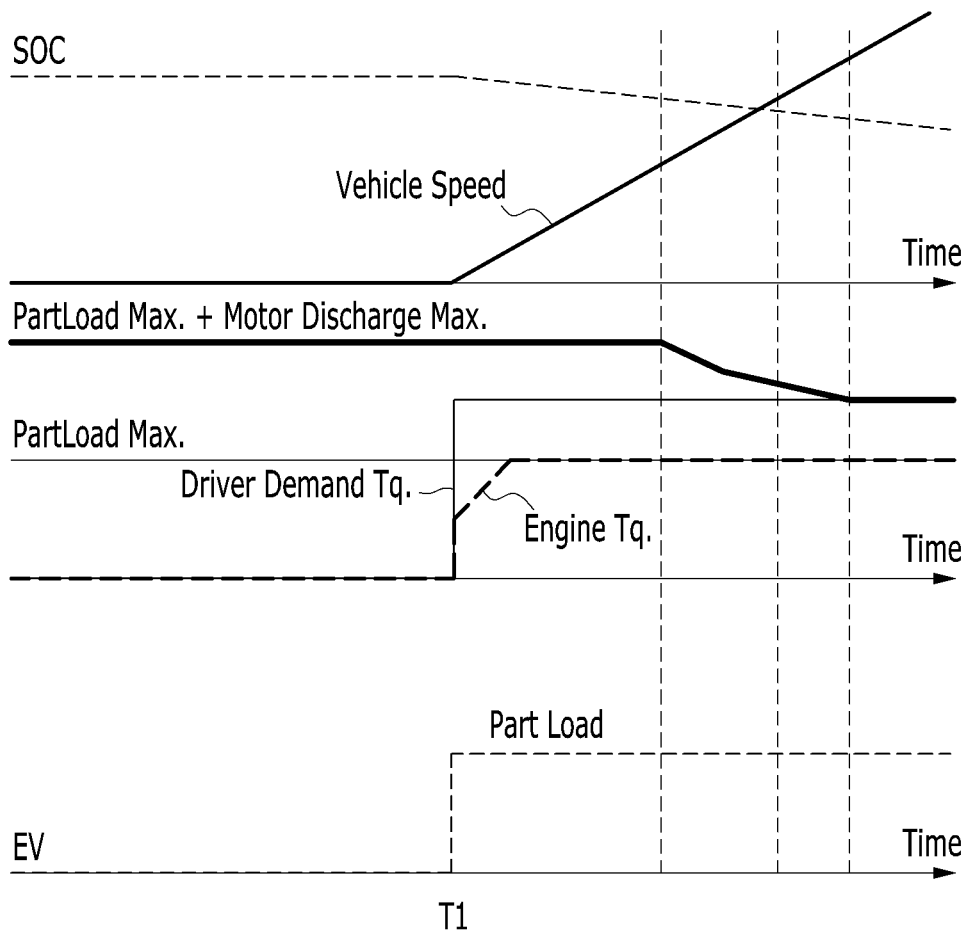 SOC
Vehicle Speed
Time
PartLoad Max. + Motor Discharge Max.
PartLoad Max.
Driver Demand Tq.
Engine Tq.
Time
Part Load
EV
Time
T1